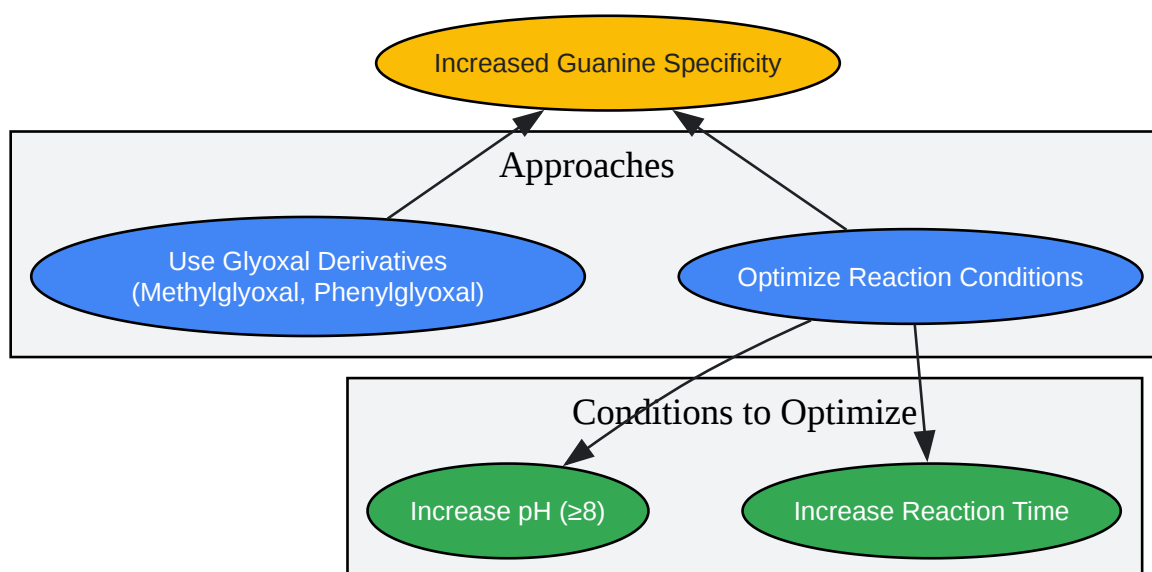 Increased Guanine Specificity
Approaches
Use Glyoxal Derivatives
(Methylglyoxal, Phenylglyoxal)
Optimize Reaction Conditions
Conditions to Optimize
Increase pH (≥8)
Increase Reaction Time